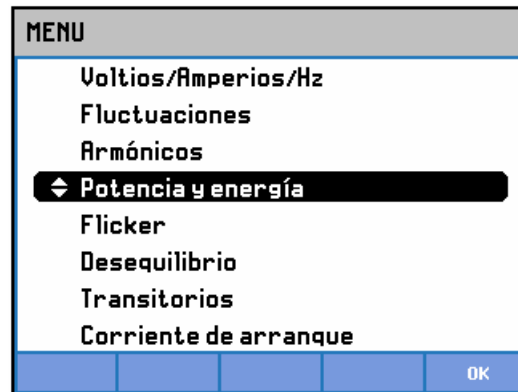 MENU
Voltios/Amperios/Hz
Fluctuaciones
Armónicos
Potencia y energía
Flicker
Desequilibrio
Transitorios
Corriente de arranque
OK